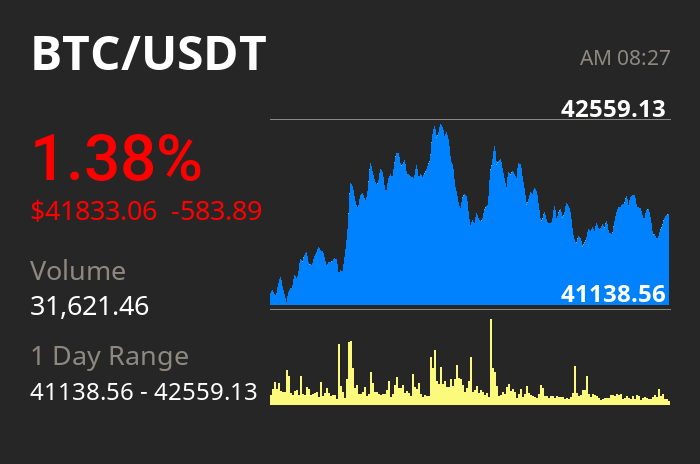 BTC/USDT
AM 08:27
42559.13
1.38%
$41833.06 -583.89
Volume
31,621.46
41138.56
1 Day Range
41138.56 - 42559.13